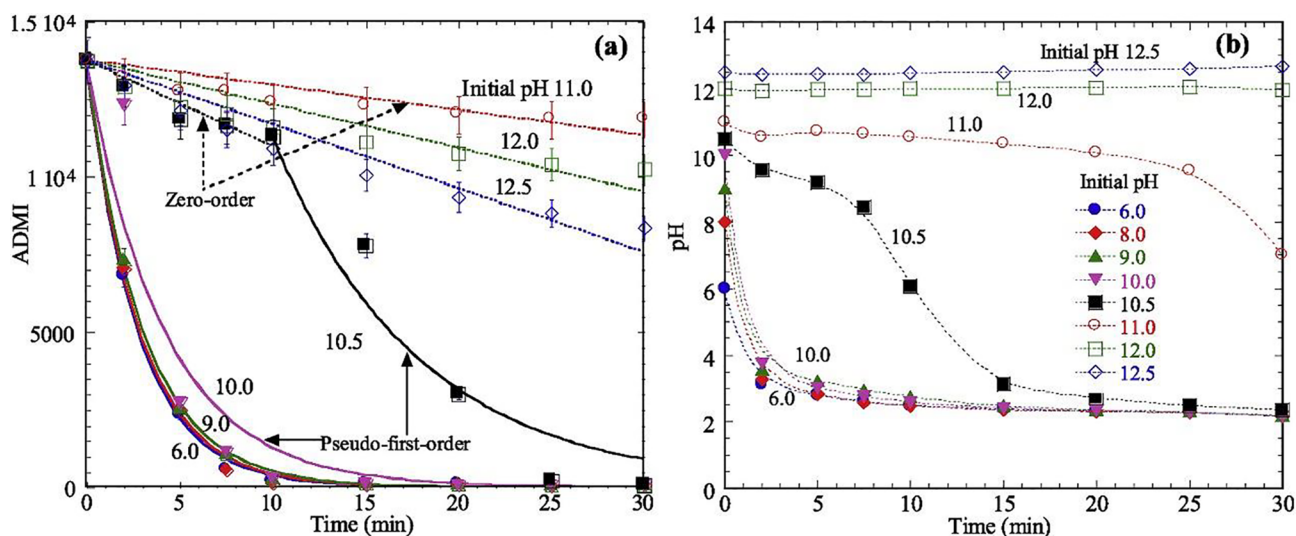 (a)
1.5 10⁴
1 10⁴
5000
0
ADMI
Initial pH 11.0
12.0
12.5
Zero-order
10.5
10.0
9.0
6.0
Pseudo-first-order
0 5 10 15 20 25 30
Time (min)
(b)
14
12
10
8
6
4
2
0
pH
Initial pH 12.5
12.0
11.0
10.5
10.0
6.0
Initial pH
6.0
8.0
9.0
10.0
10.5
11.0
12.0
12.5
0 5 10 15 20 25 30
Time (min)